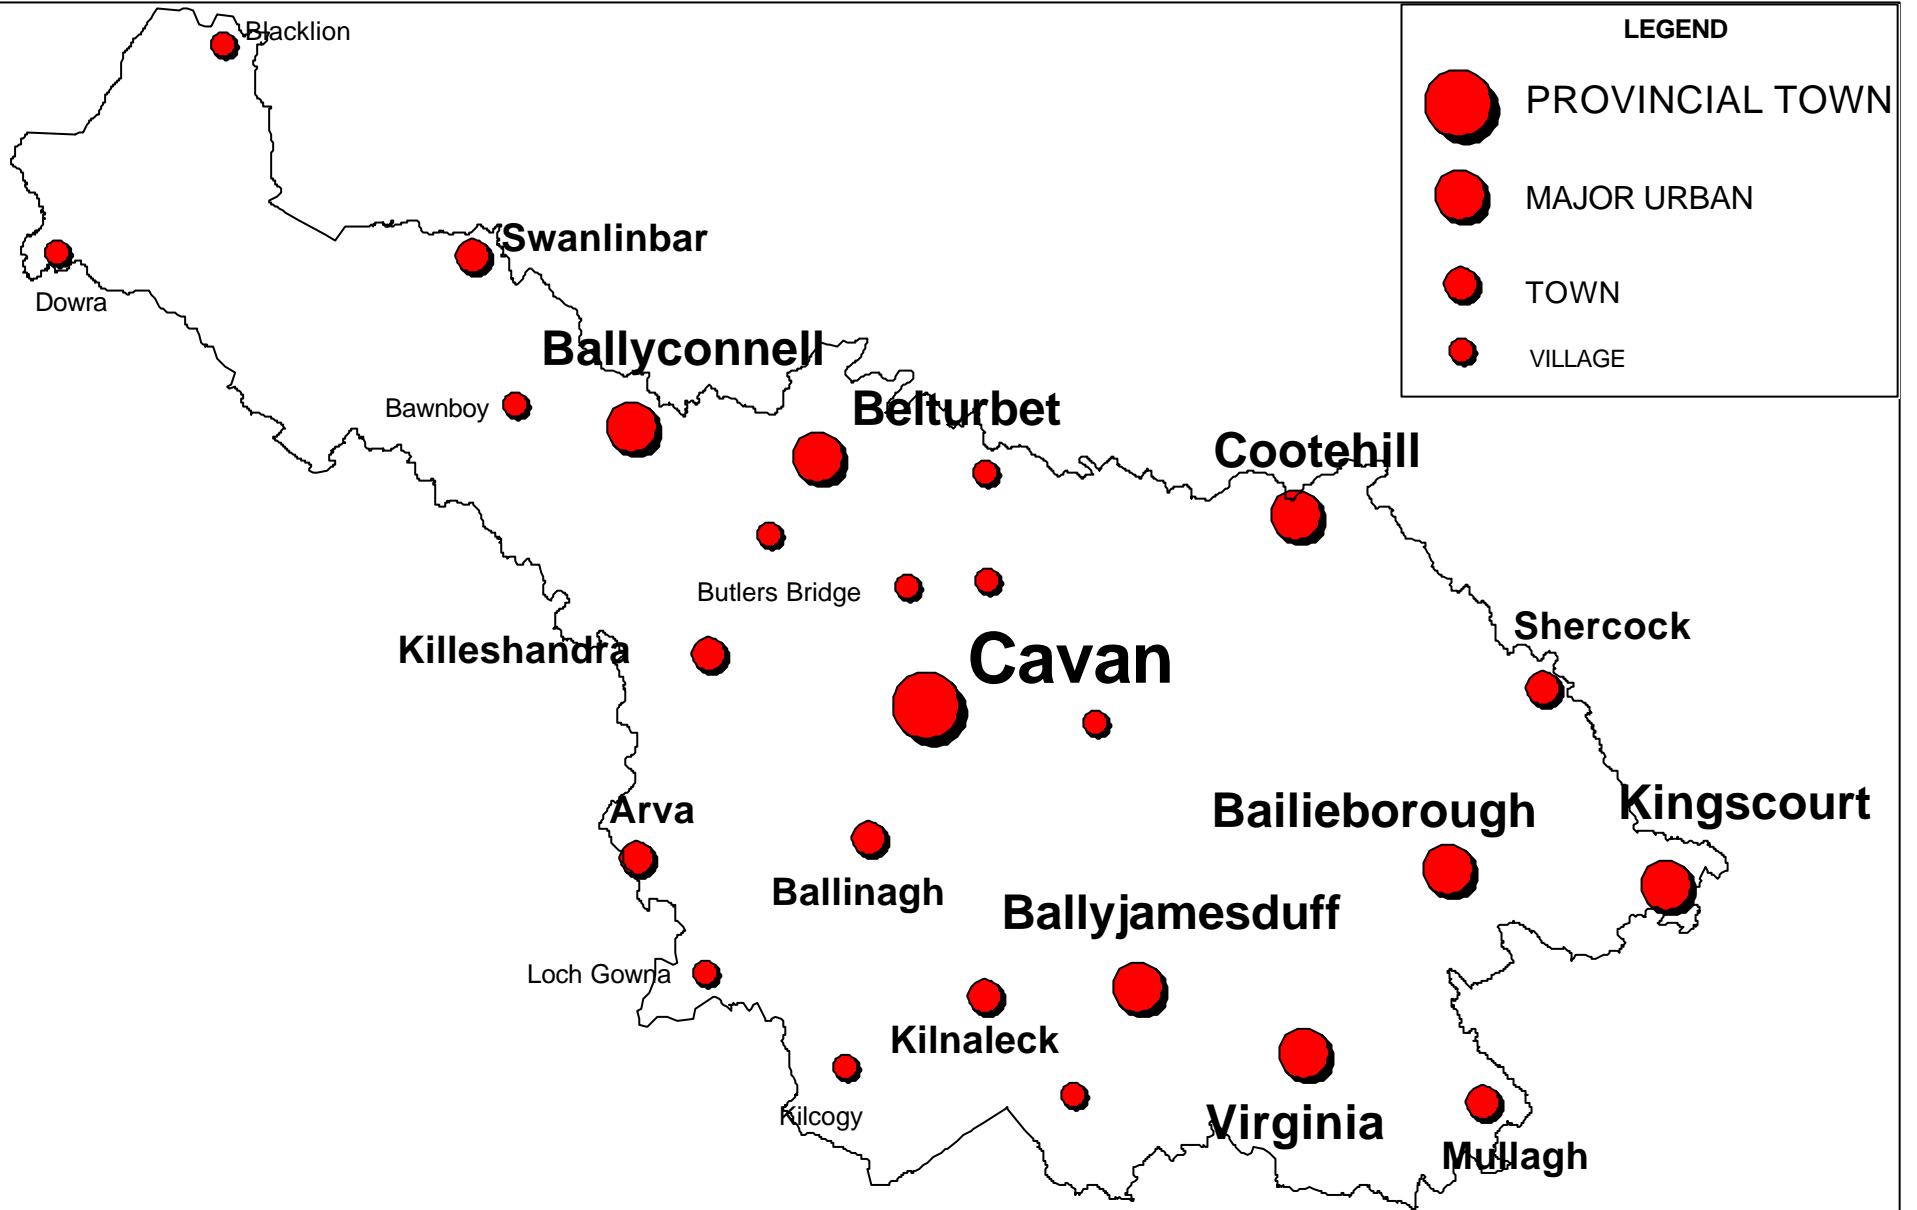 Blacklion
LEGEND
PROVINCIAL TOWN
MAJOR URBAN
TOWN
VILLAGE
Swanlinbar
Dowra
Ballyconnell
Bawnboy
Belturbet
Cootehill
Butlers Bridge
Shercock
Killeshandra
Cavan
Arva
Bailieborough
Kingscourt
Ballinagh
Ballyjamesduff
Loch Gowna
Kilnaleck
Kilcogy
Virginia
Mullagh